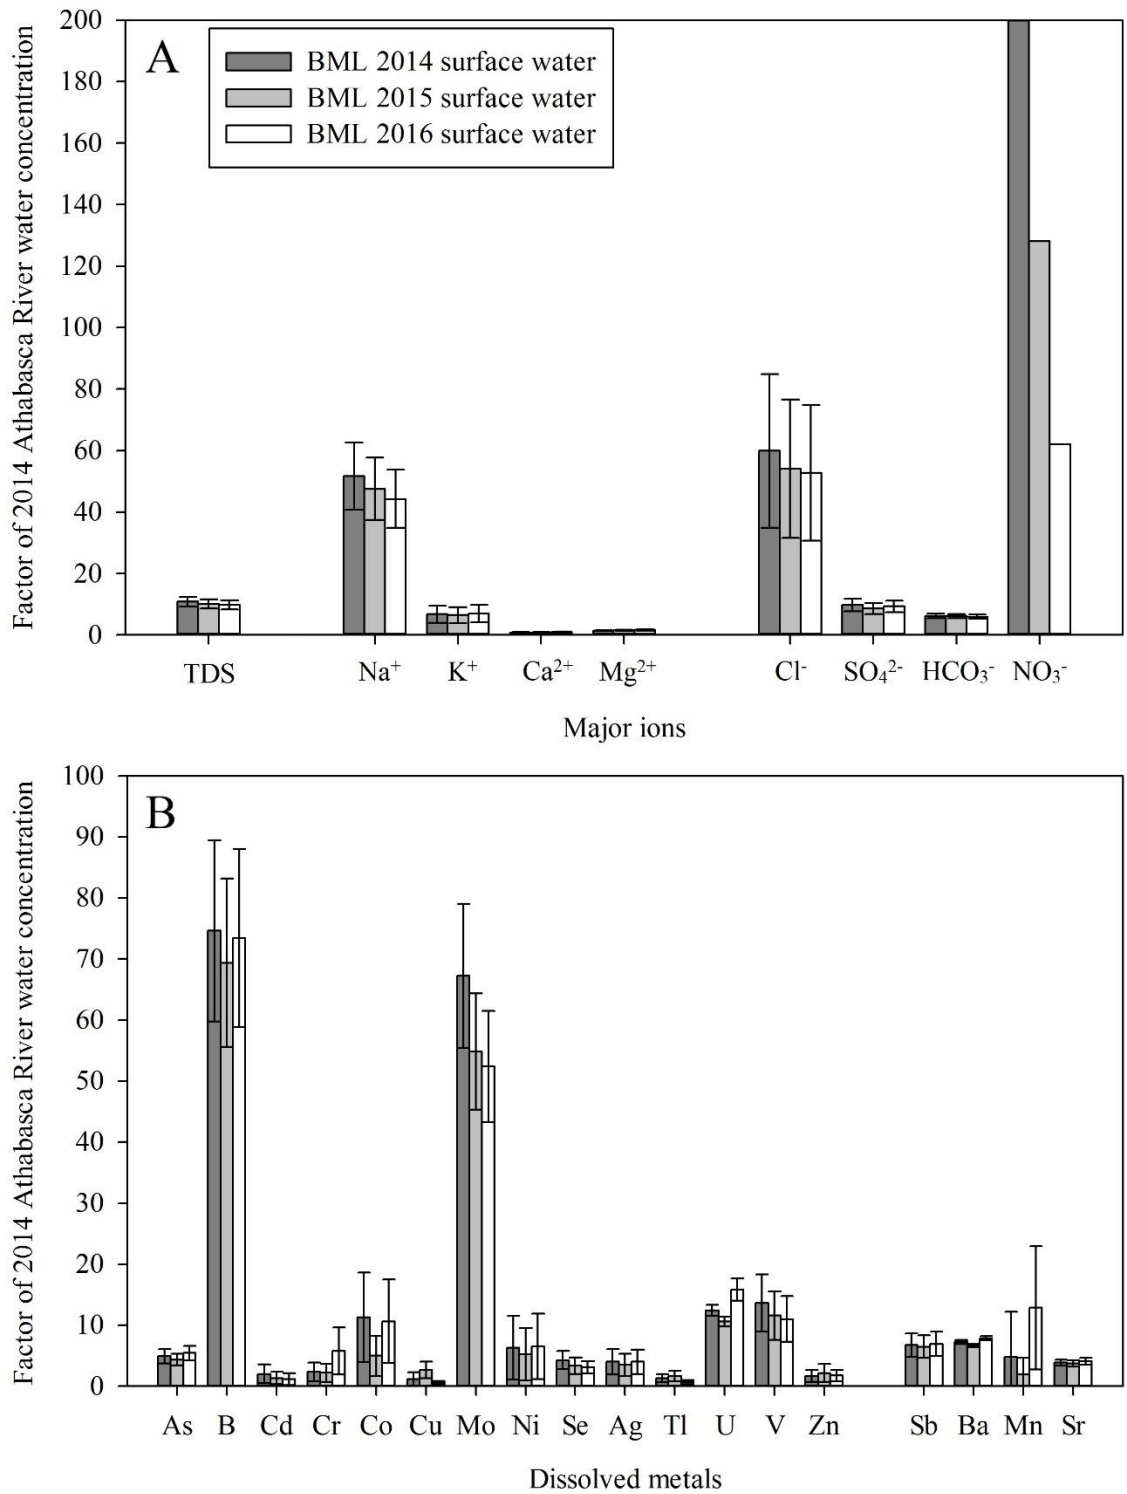 Factor of 2014 Athabasca River water concentration
200
180
160
140
120
100
80
60
40
20
0
A
BML 2014 surface water
BML 2015 surface water
BML 2016 surface water
TDS Na⁺ K⁺ Ca²⁺ Mg²⁺ Cl⁻ SO₄²⁻ HCO₃⁻ NO₃⁻
Major ions
Factor of 2014 Athabasca River water concentration
100
90
80
70
60
50
40
30
20
10
0
B
As B Cd Cr Co Cu Mo Ni Se Ag Tl U V Zn Sb Ba Mn Sr
Dissolved metals